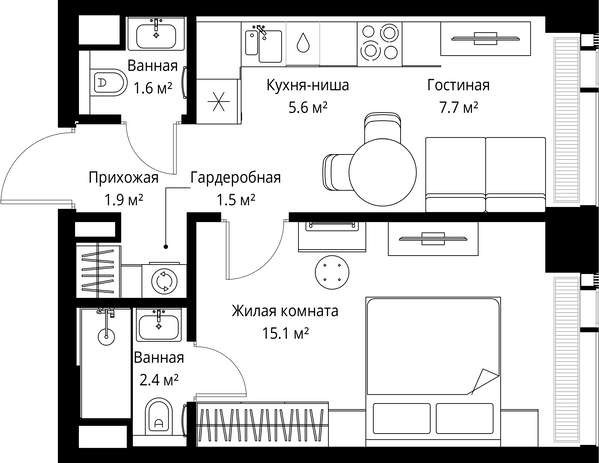 Ванная
1.6 м²
Кухня-ниша
5.6 м²
Гостиная
7.7 м²
Прихожая
1.9 м²
Гардеробная
1.5 м²
Жилая комната
15.1 м²
Ванная
2.4 м²